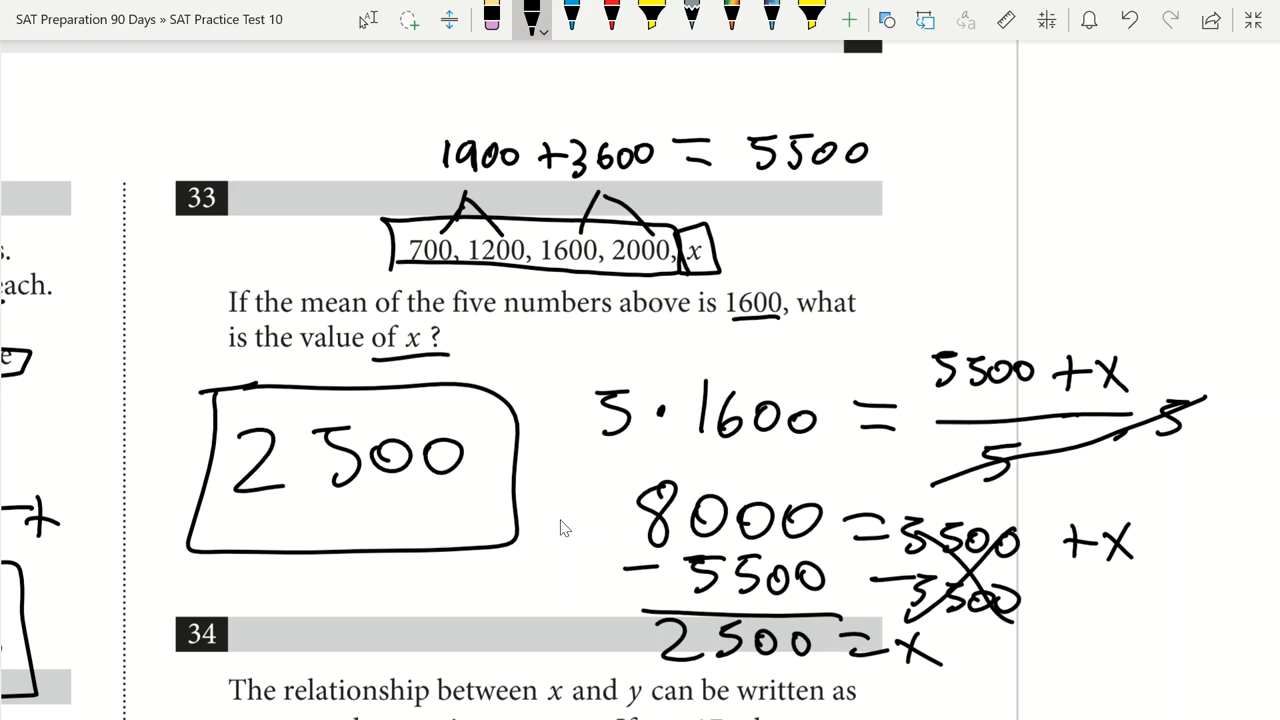 SAT Preparation 90 Days » SAT Practice Test 10
1900 + 3600 = 5500
33
700, 1200, 1600, 2000, x
s.
each.
If the mean of the five numbers above is 1600, what
is the value of x ?
e
2500
5 · 1600 = 5500 + x
5 5
8000 = 5500 + x
- 5500 - 5500
2500 = x
34
The relationship between x and y can be written as